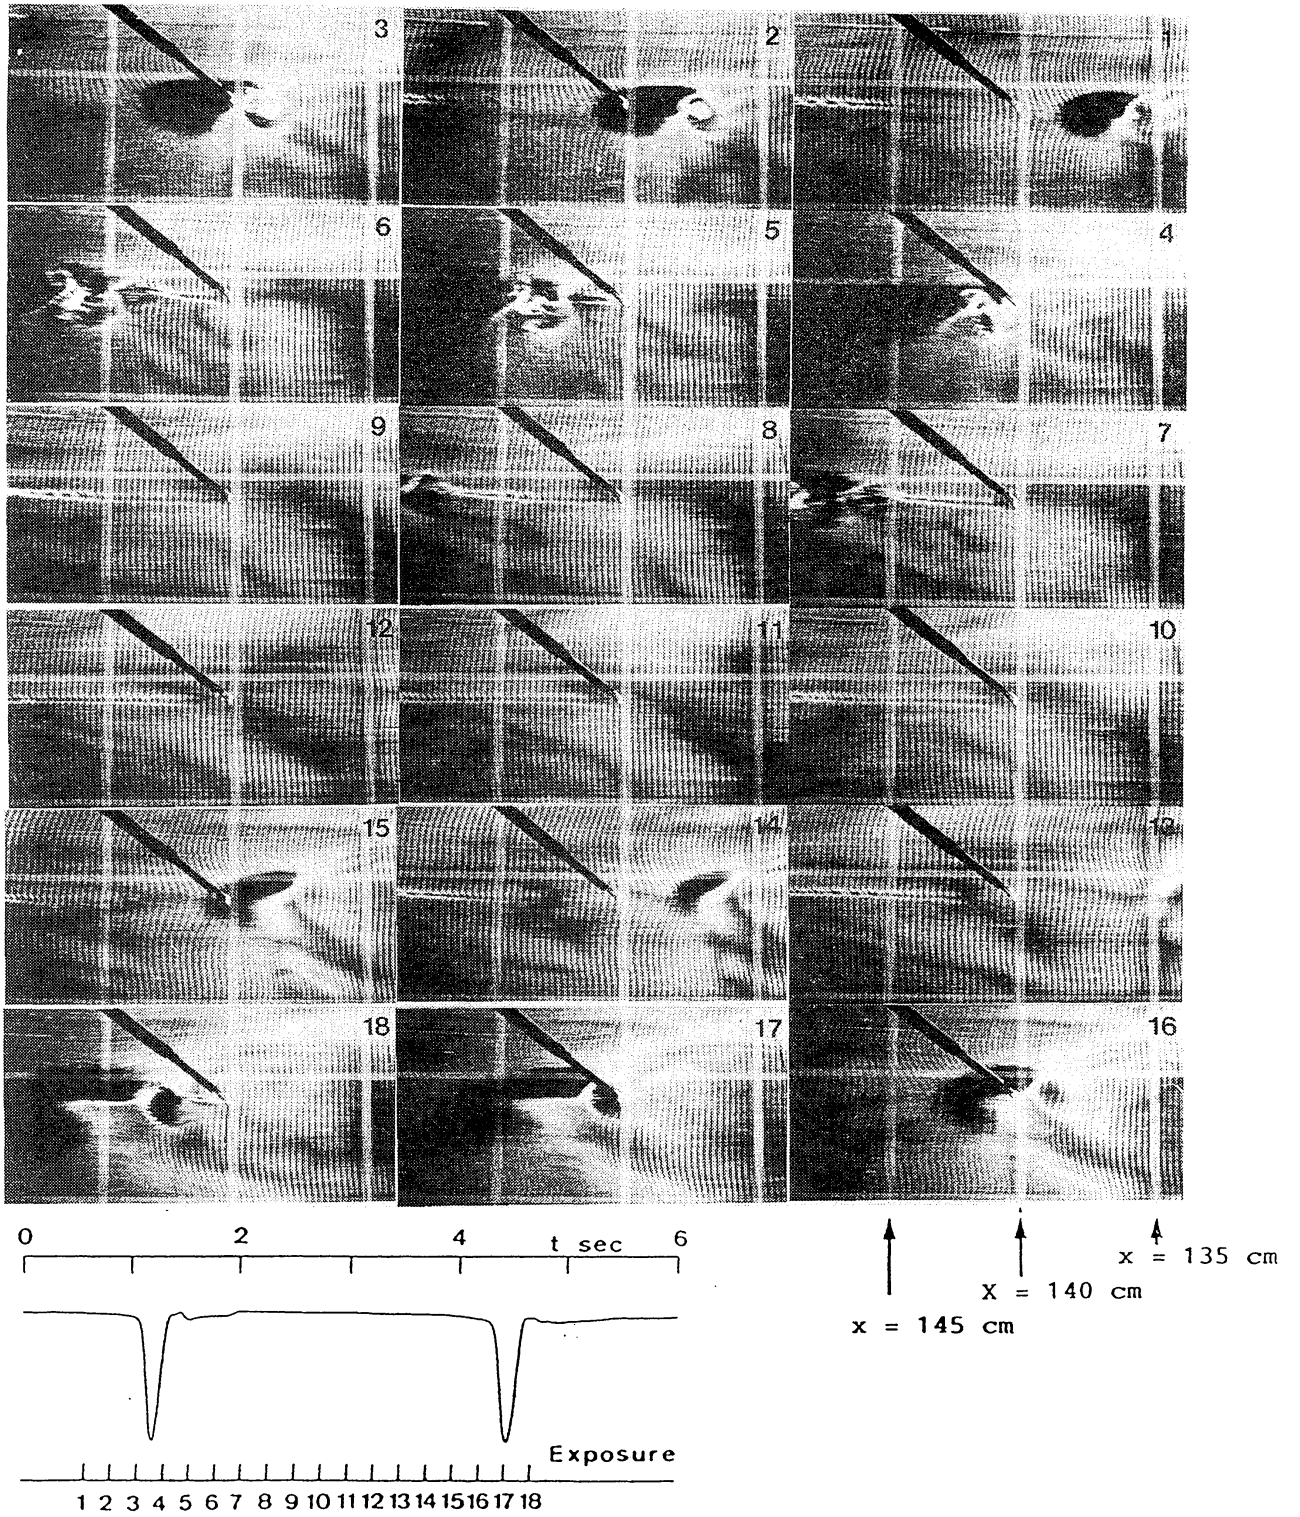 3 2 1
6 5 4
9 8 7
12 11 10
15 14 13
18 17 16
0 2 4 t sec 6
x = 135 cm
X = 140 cm
x = 145 cm
Exposure
1 2 3 4 5 6 7 8 9 10 11 12 13 14 15 16 17 18